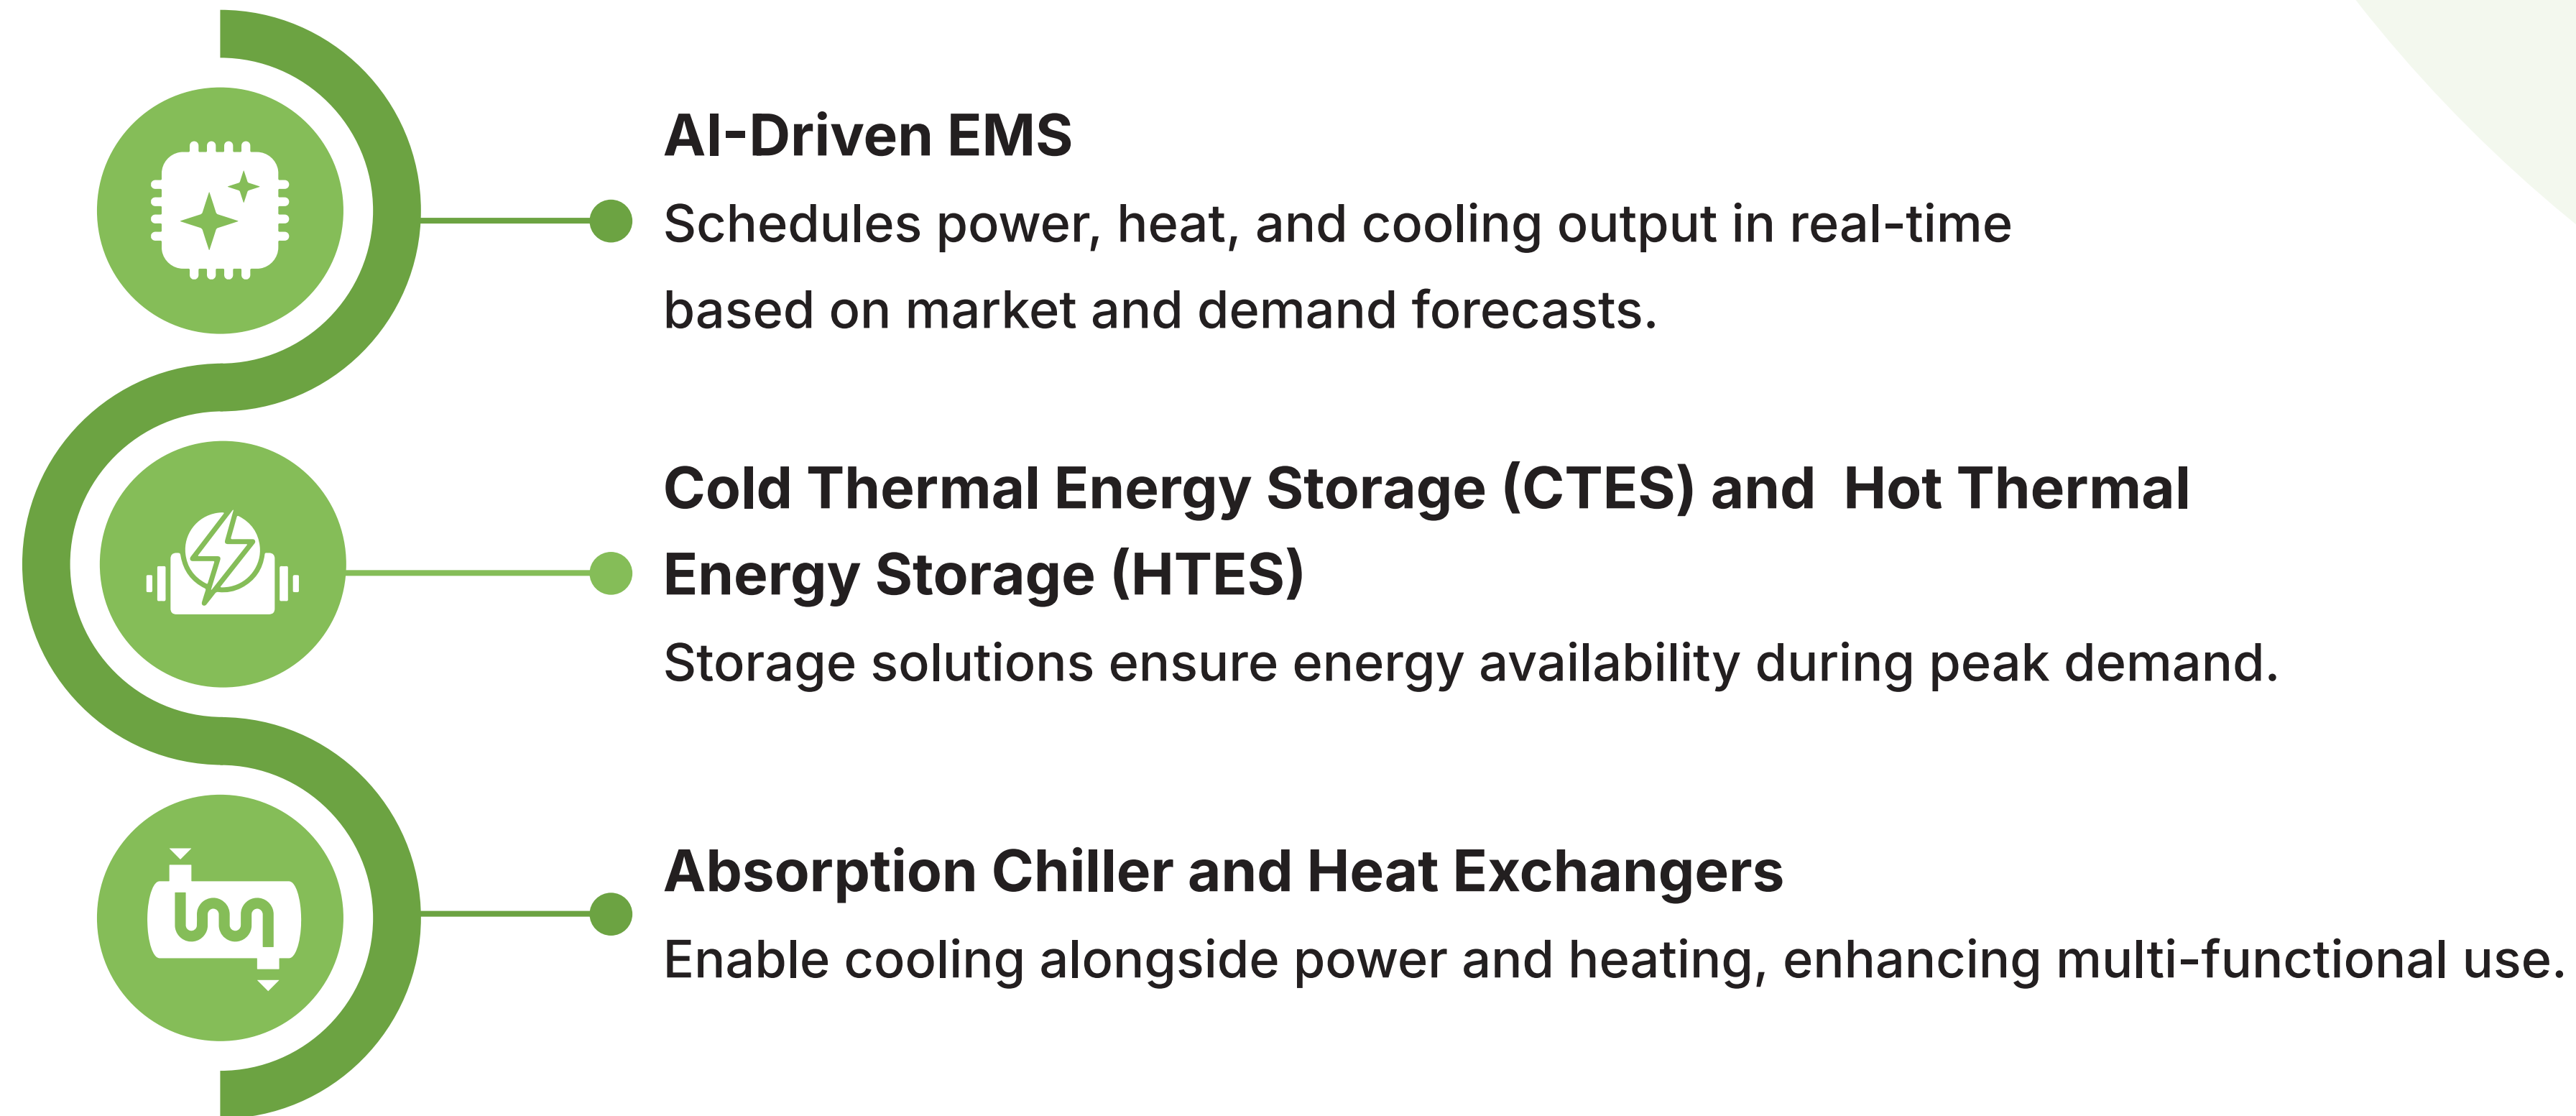 AI-Driven EMS
Schedules power, heat, and cooling output in real-time
based on market and demand forecasts.
Cold Thermal Energy Storage (CTES) and  Hot Thermal
Energy Storage (HTES)
Storage solutions ensure energy availability during peak demand.
Absorption Chiller and Heat Exchangers
Enable cooling alongside power and heating, enhancing multi-functional use.